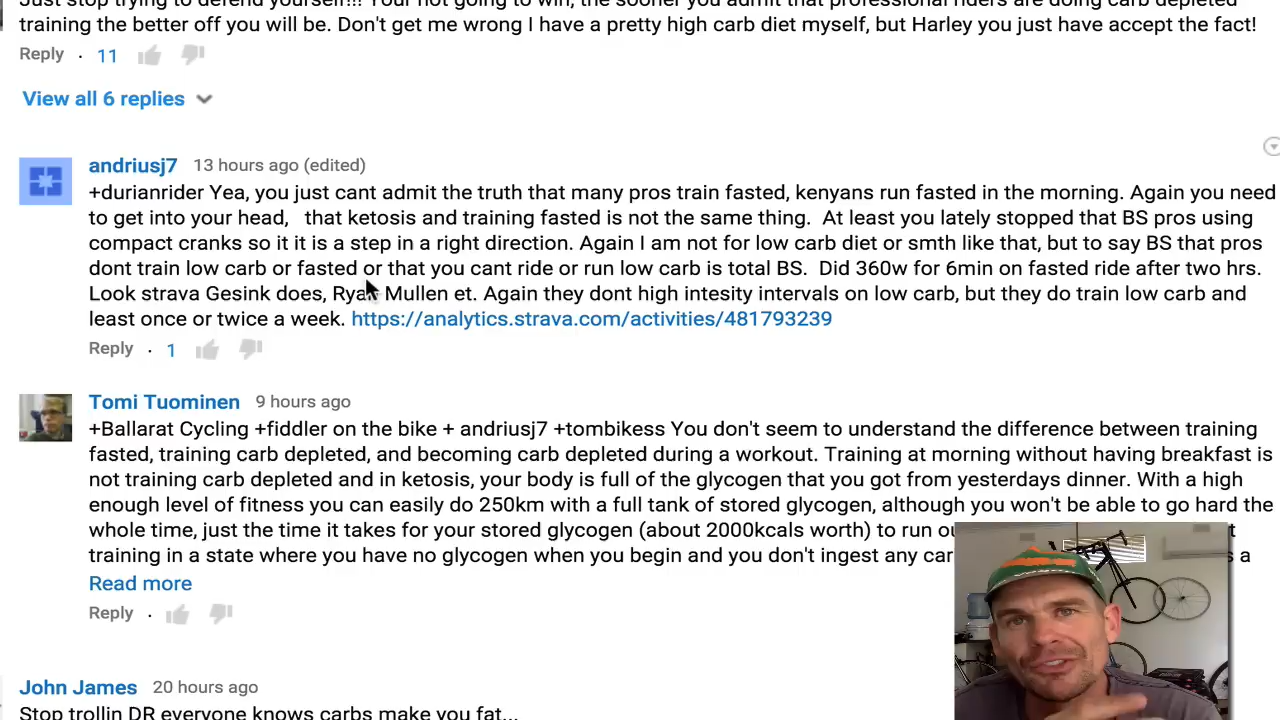 Just stop trying to defend yourself!!! Your not going to win, the sooner you admit that professional riders are doing carb depleted
training the better off you will be. Don't get me wrong I have a pretty high carb diet myself, but Harley you just have accept the fact!
Reply · 11
View all 6 replies
andriusj7 13 hours ago (edited)
+durianrider Yea, you just cant admit the truth that many pros train fasted, kenyans run fasted in the morning. Again you need
to get into your head, that ketosis and training fasted is not the same thing. At least you lately stopped that BS pros using
compact cranks so it it is a step in a right direction. Again I am not for low carb diet or smth like that, but to say BS that pros
dont train low carb or fasted or that you cant ride or run low carb is total BS. Did 360w for 6min on fasted ride after two hrs.
Look strava Gesink does, Ryan Mullen et. Again they dont high intesity intervals on low carb, but they do train low carb and
least once or twice a week. https://analytics.strava.com/activities/481793239
Reply · 1
Tomi Tuominen 9 hours ago
+Ballarat Cycling +fiddler on the bike + andriusj7 +tombikess You don't seem to understand the difference between training
fasted, training carb depleted, and becoming carb depleted during a workout. Training at morning without having breakfast is
not training carb depleted and in ketosis, your body is full of the glycogen that you got from yesterdays dinner. With a high
enough level of fitness you can easily do 250km with a full tank of stored glycogen, although you won't be able to go hard the
whole time, just the time it takes for your stored glycogen (about 2000kcals worth) to run
training in a state where you have no glycogen when you begin and you don't ingest any a
Read more
Reply ·
John James 20 hours ago
Stop trollin DR everyone knows carbs make you fat...